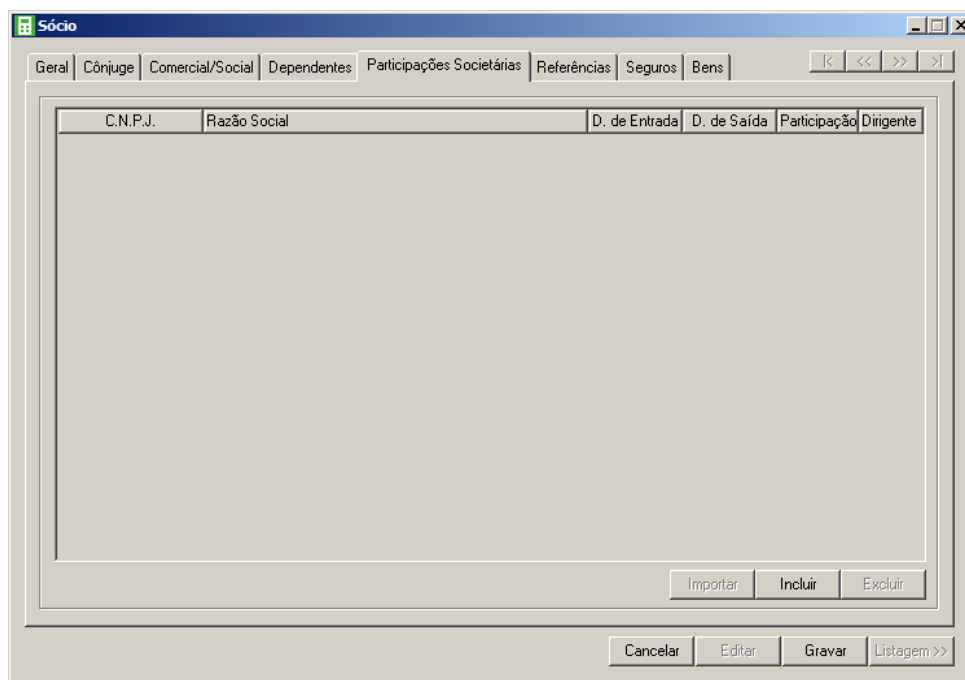 Sócio
Geral Cônjuge Comercial/Social Dependentes Participações Societárias Referências Seguros Bens |< << >> >|
C.N.P.J. Razão Social D. de Entrada D. de Saída Participação Dirigente
Importar Incluir Excluir
Cancelar Editar Gravar Listagem >>